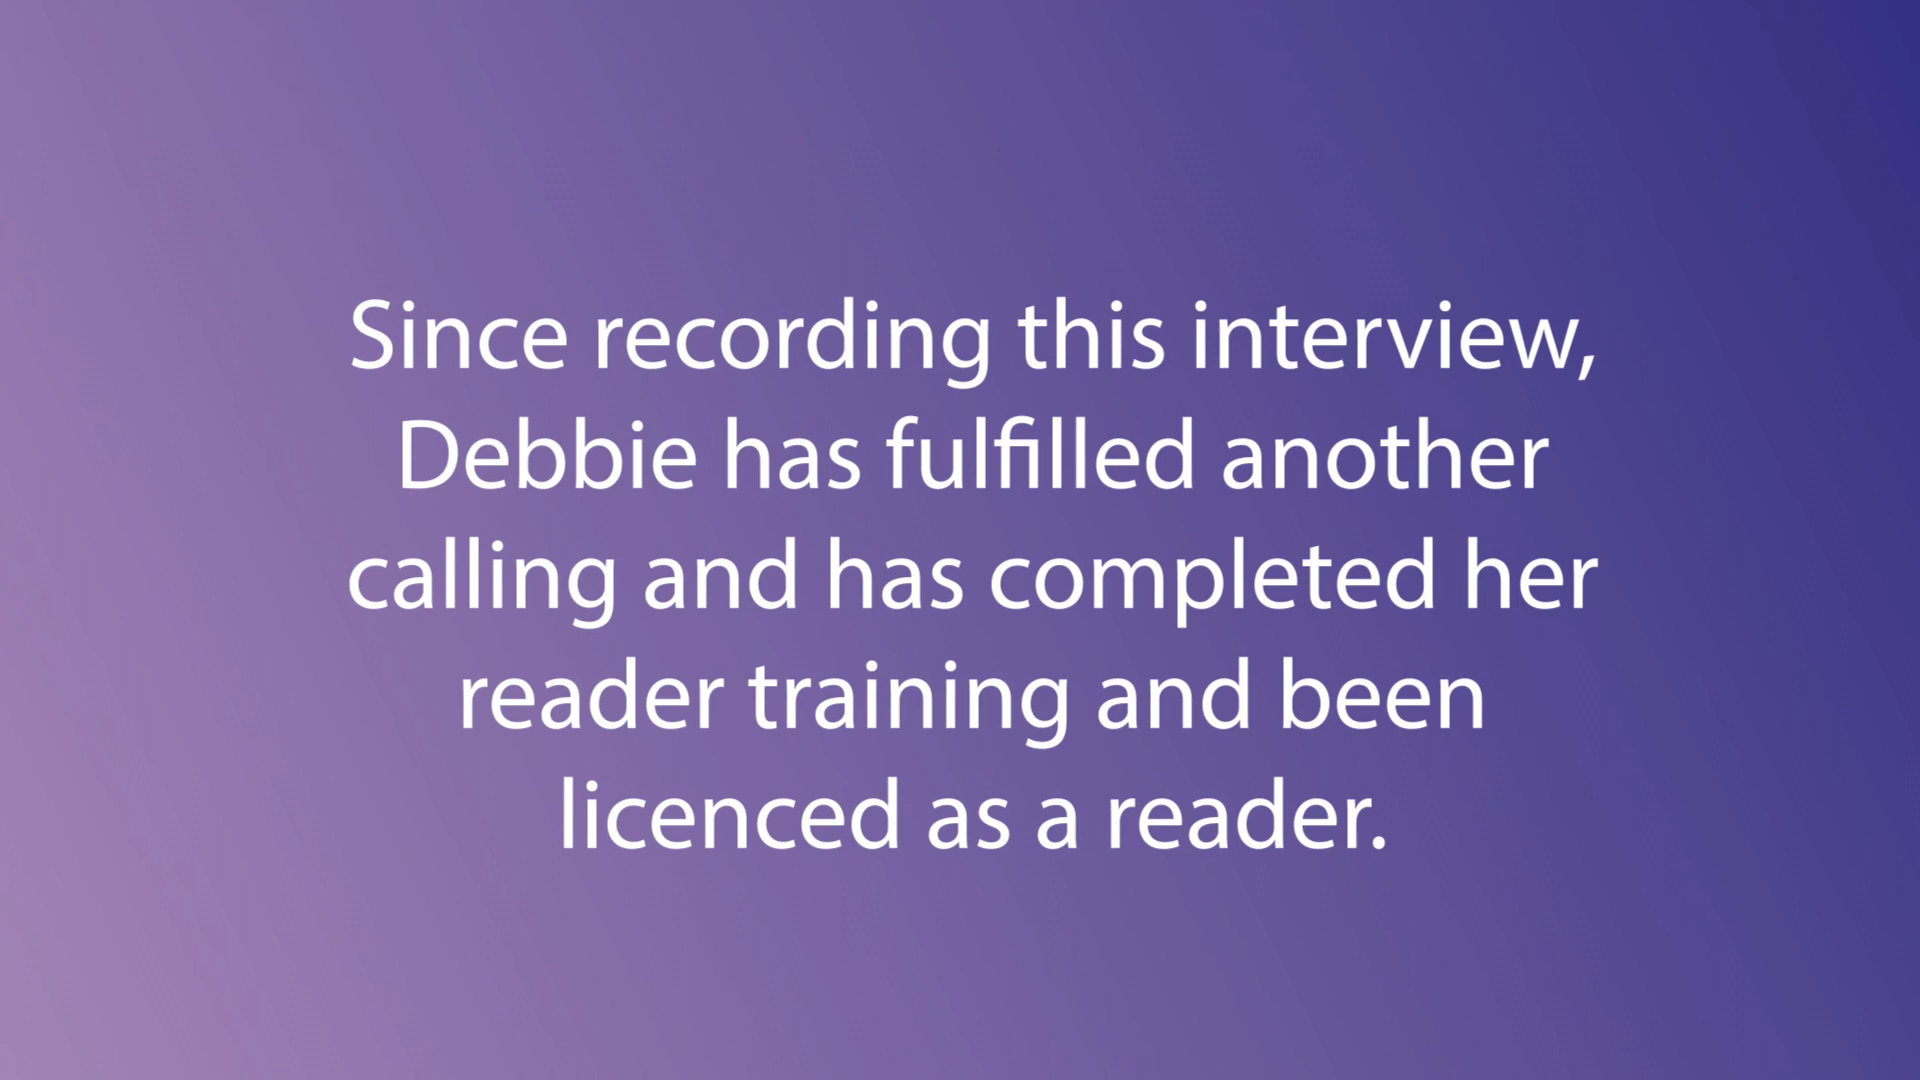 Since recording this interview,
Debbie has fulfilled another
calling and has completed her
reader training and been
licenced as a reader.